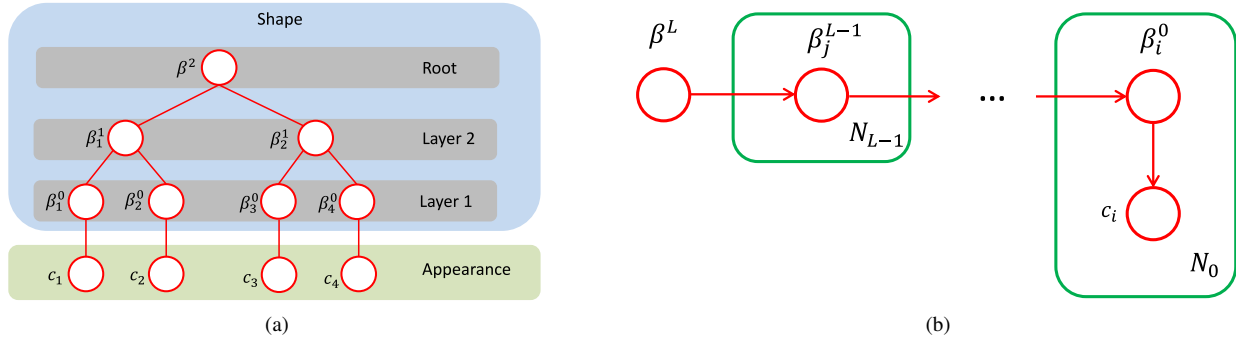 Shape
β² Root
β₁¹ β₂¹ Layer 2
β₁⁰ β₂⁰ β₃⁰ β₄⁰ Layer 1
c₁ c₂ c₃ c₄ Appearance
(a)
β^L β_j^{L−1} ... β_i^0
N_{L−1}
c_i
N₀
(b)